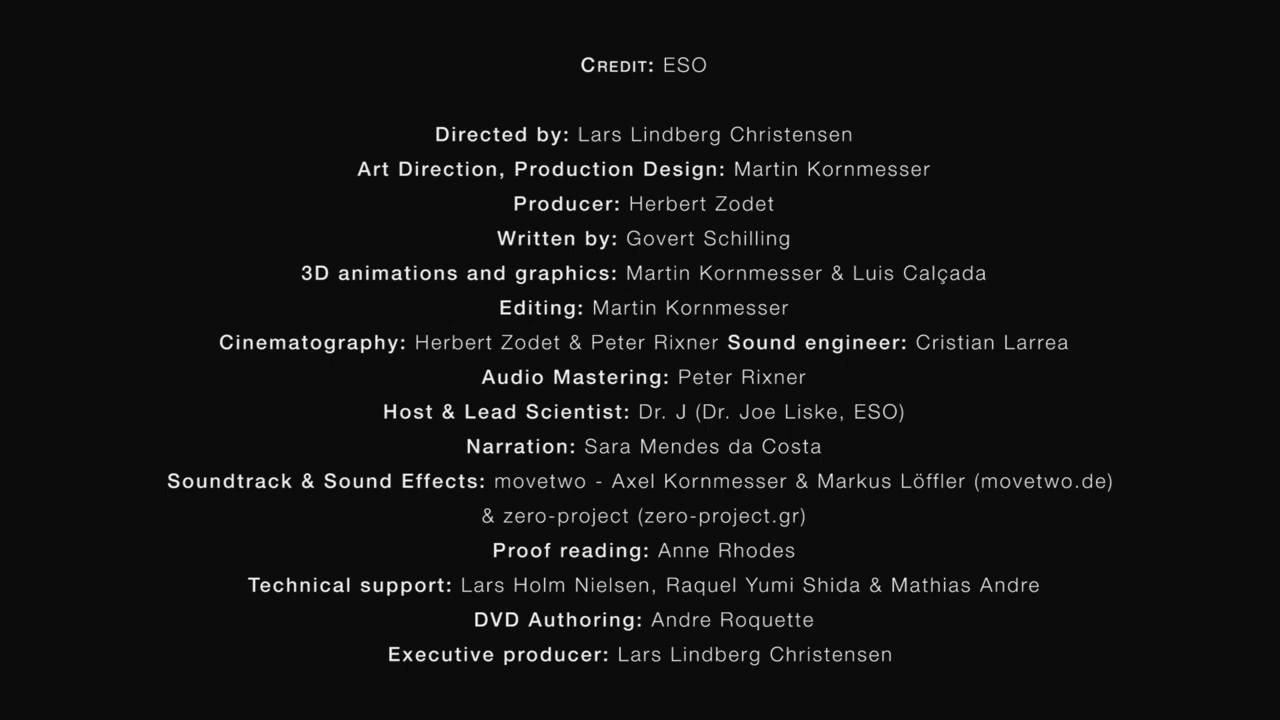 CREDIT: ESO
Directed by: Lars Lindberg Christensen
Art Direction, Production Design: Martin Kornmesser
Producer: Herbert Zodet
Written by: Govert Schilling
3D animations and graphics: Martin Kornmesser & Luis Calçada
Editing: Martin Kornmesser
Cinematography: Herbert Zodet & Peter Rixner Sound engineer: Cristian Larrea
Audio Mastering: Peter Rixner
Host & Lead Scientist: Dr. J (Dr. Joe Liske, ESO)
Narration: Sara Mendes da Costa
Soundtrack & Sound Effects: movetwo - Axel Kornmesser & Markus Löffler (movetwo.de)
& zero-project (zero-project.gr)
Proof reading: Anne Rhodes
Technical support: Lars Holm Nielsen, Raquel Yumi Shida & Mathias Andre
DVD Authoring: Andre Roquette
Executive producer: Lars Lindberg Christensen